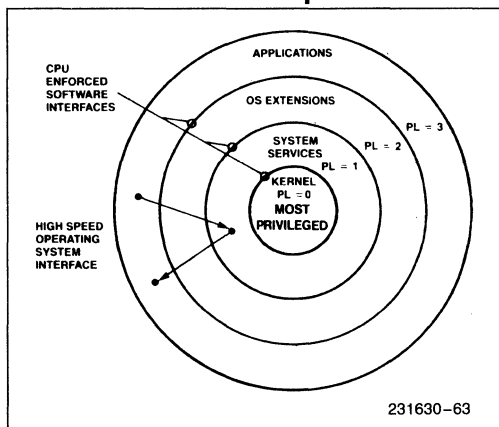 APPLICATIONS
CPU
ENFORCED
SOFTWARE
INTERFACES
OS EXTENSIONS
PL = 3
SYSTEM
SERVICES
PL = 2
PL = 1
KERNEL
PL = 0
MOST
PRIVILEGED
HIGH SPEED
OPERATING
SYSTEM
INTERFACE
231630-63